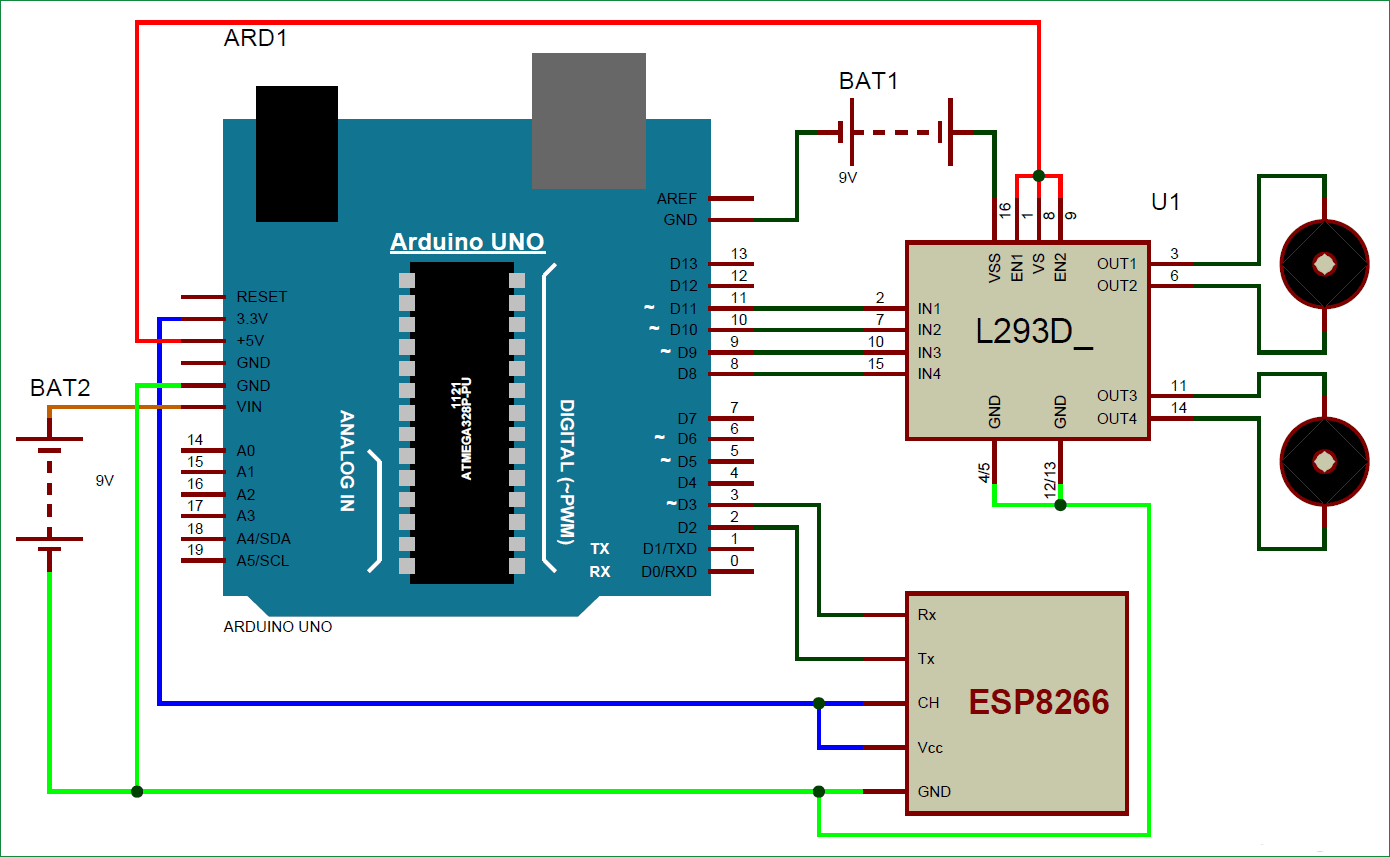 ARD1
BAT1
9V
AREF
GND
16
1
8
9
U1
Arduino UNO
D13 13
D12 12
~ D11 11
~ D10 10
~ D9 9
D8 8
2 IN1
7 IN2
10 IN3
15 IN4
VSS
EN1
VS
EN2
L293D_
OUT1 3
OUT2 6
OUT3 11
OUT4 14
GND
GND
4/5
12/13
RESET
3.3V
+5V
GND
GND
VIN
BAT2
9V
14 A0
15 A1
16 A2
17 A3
18 A4/SDA
19 A5/SCL
ANALOG IN
1121
ATMEGA328P-PU
DIGITAL (~PWM)
D7 7
~ D6 6
~ D5 5
D4 4
~D3 3
D2 2
TX D1/TXD 1
RX D0/RXD 0
ARDUINO UNO
Rx
Tx
CH
Vcc
GND
ESP8266